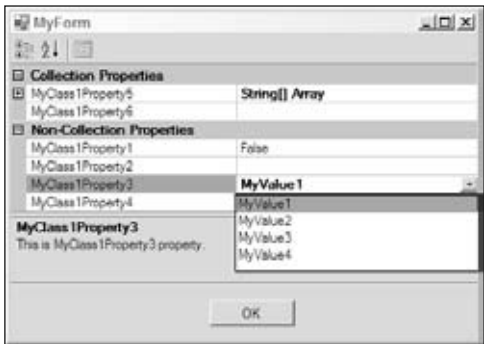 MyForm
Collection Properties
MyClass1Property5 String[] Array
MyClass1Property6
Non-Collection Properties
MyClass1Property1 False
MyClass1Property2
MyClass1Property3 MyValue1
MyClass1Property4 MyValue1
MyValue2
MyClass1Property3 MyValue3
This is MyClass1Property3 property. MyValue4
OK